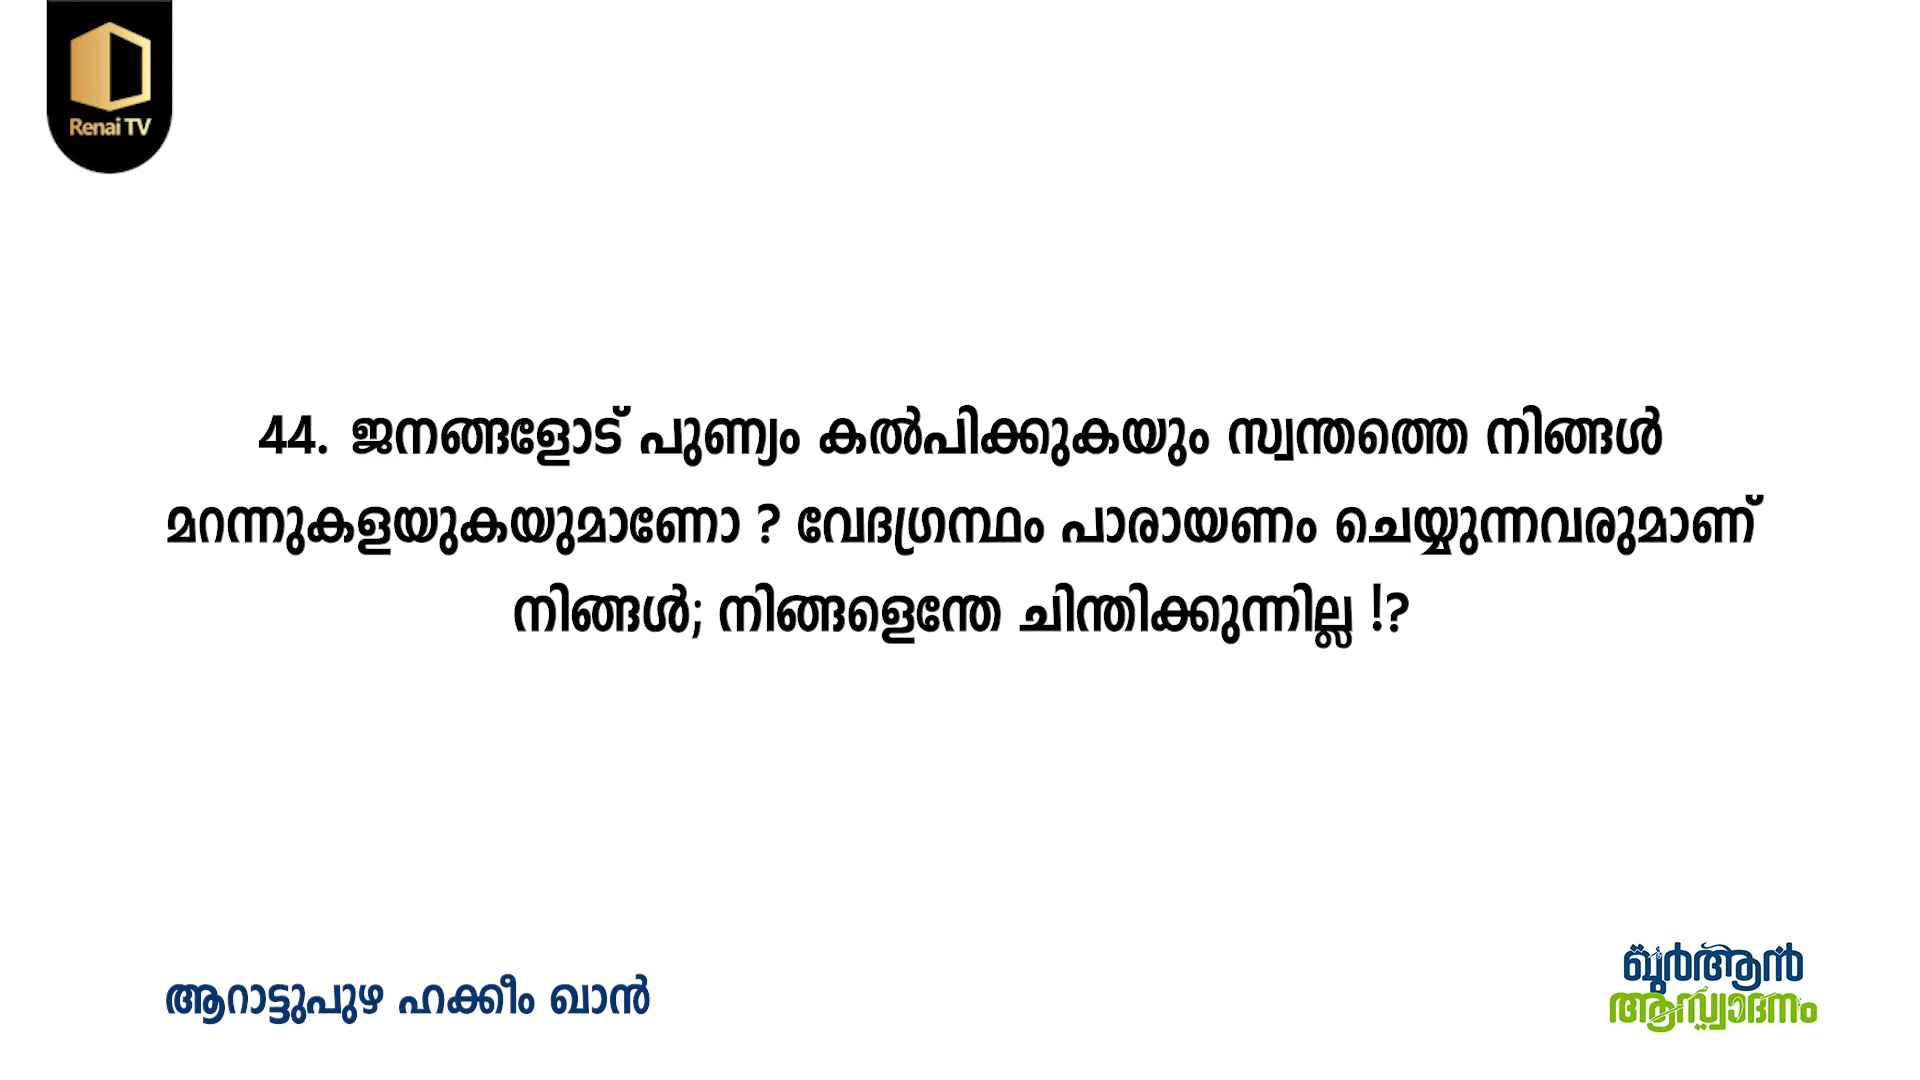 Renai TV
44. ജനങ്ങളോട് പുണ്യം കൽപിക്കുകയും സ്വന്തത്തെ നിങ്ങൾ
മറന്നുകളയുകയുമാണോ ? വേദഗ്രന്ഥം പാരായണം ചെയ്യുന്നവരുമാണ്
നിങ്ങൾ; നിങ്ങളെന്തേ ചിന്തിക്കുന്നില്ല !?
ആറാട്ടുപുഴ ഹക്കീം ഖാൻ
ഖുർആൻ
ആസ്വാദനം